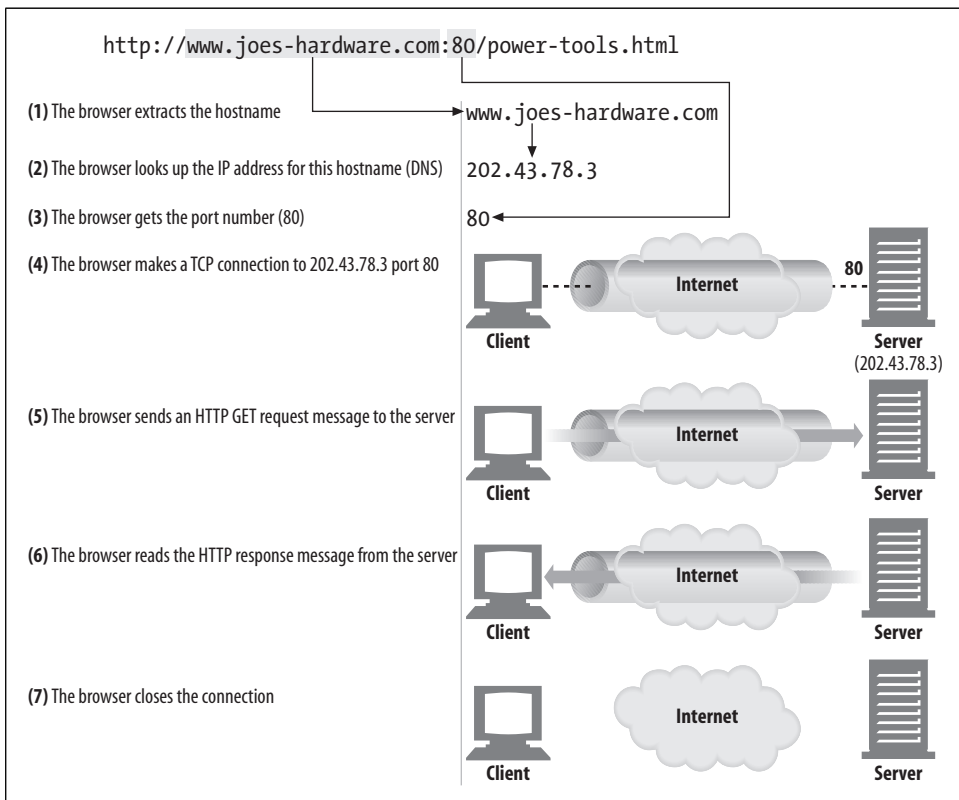 http://www.joes-hardware.com:80/power-tools.html
(1) The browser extracts the hostname
www.joes-hardware.com
(2) The browser looks up the IP address for this hostname (DNS)
202.43.78.3
(3) The browser gets the port number (80)
80
(4) The browser makes a TCP connection to 202.43.78.3 port 80
Internet
80
Client
Server
(202.43.78.3)
(5) The browser sends an HTTP GET request message to the server
Internet
Client
Server
(6) The browser reads the HTTP response message from the server
Internet
Client
Server
(7) The browser closes the connection
Internet
Client
Server